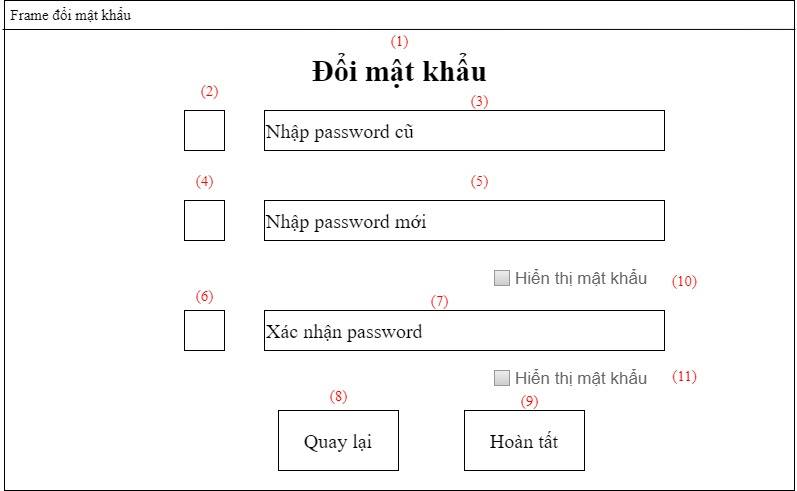 Frame đổi mật khẩu
(1)
Đổi mật khẩu
(2)
(3)
Nhập password cũ
(4)
(5)
Nhập password mới
Hiển thị mật khẩu (10)
(6)
(7)
Xác nhận password
Hiển thị mật khẩu (11)
(8)
(9)
Quay lại
Hoàn tất